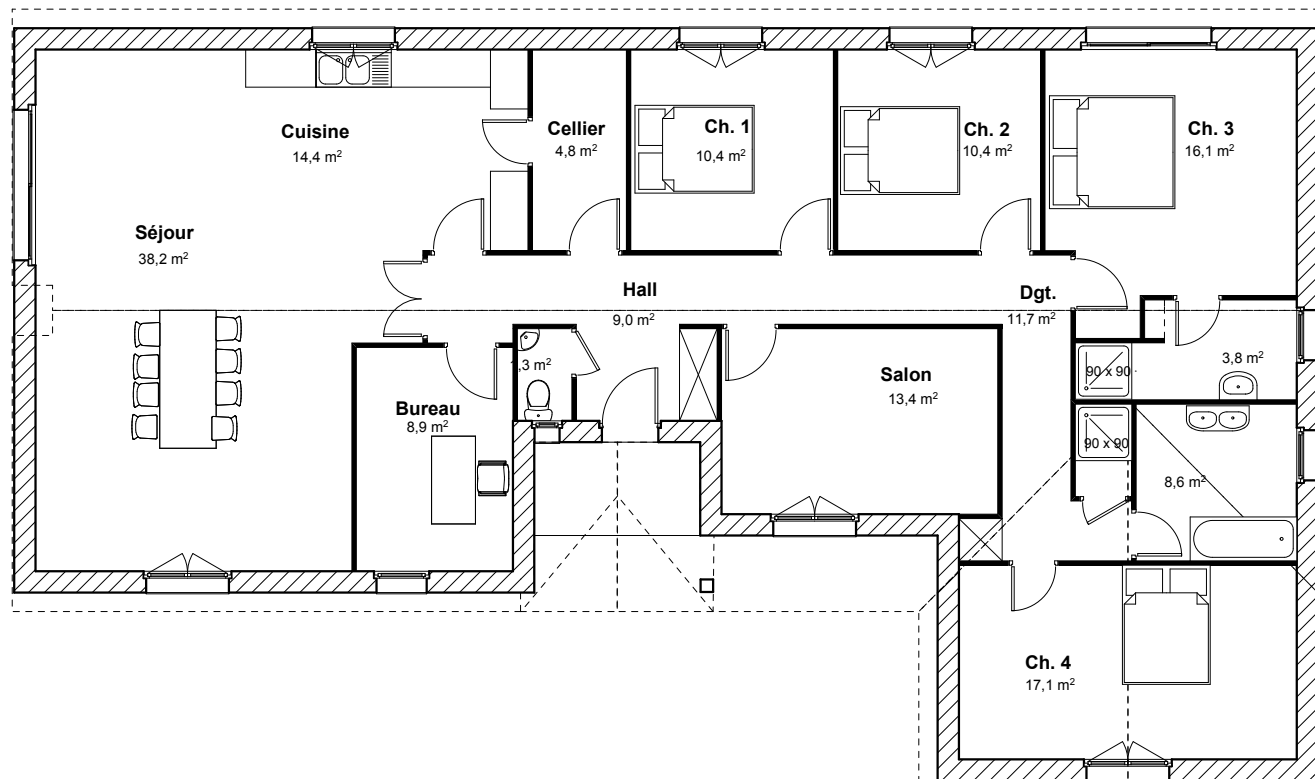 Cuisine
14,4 m²
Cellier
4,8 m²
Ch. 1
10,4 m²
Ch. 2
10,4 m²
Ch. 3
16,1 m²
Séjour
38,2 m²
Hall
9,0 m²
Dgt.
11,7 m²
,3 m²
90 x 90
3,8 m²
Salon
13,4 m²
Bureau
8,9 m²
90 x 90
8,6 m²
Ch. 4
17,1 m²